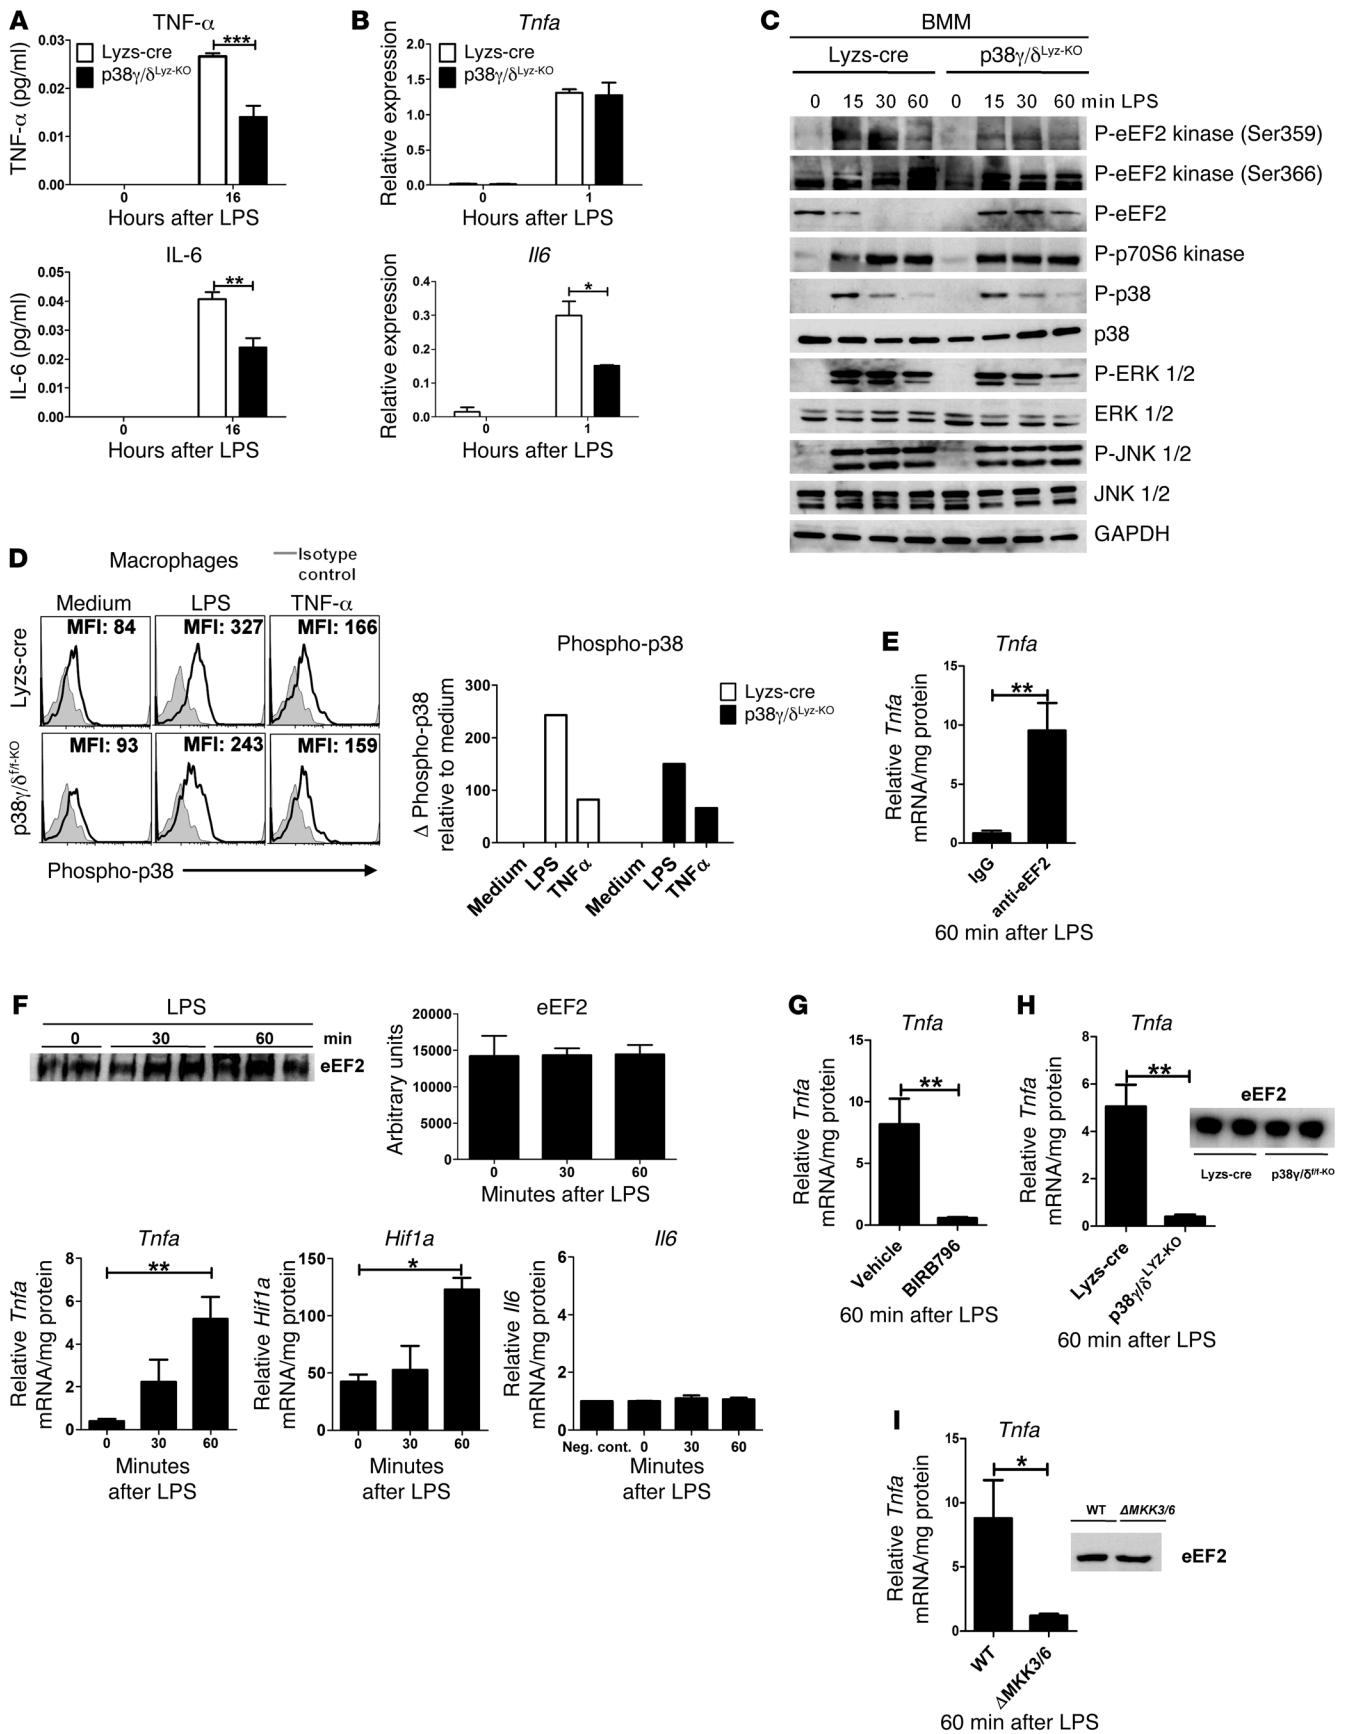 A
TNF-α
TNF-α (pg/ml)
0.03
0.02
0.01
0.00
***
Lyzs-cre
p38γ/δLyz-KO
0
16
Hours after LPS
IL-6
IL-6 (pg/ml)
0.05
0.04
0.03
0.02
0.01
0.00
**
0
16
Hours after LPS
B
Tnfa
Relative expression
2.0
1.5
1.0
0.5
0.0
Lyzs-cre
p38γ/δLyz-KO
0
1
Hours after LPS
Il6
Relative expression
0.4
0.3
0.2
0.1
0.0
*
0
1
Hours after LPS
C
BMM
Lyzs-cre
p38γ/δLyz-KO
0 15 30 60 0 15 30 60 min LPS
P-eEF2 kinase (Ser359)
P-eEF2 kinase (Ser366)
P-eEF2
P-p70S6 kinase
P-p38
p38
P-ERK 1/2
ERK 1/2
P-JNK 1/2
JNK 1/2
GAPDH
D
Macrophages
Isotype
control
Medium
LPS
TNF-α
Lyzs-cre
MFI: 84
MFI: 327
MFI: 166
p38γ/δf/f-KO
MFI: 93
MFI: 243
MFI: 159
Phospho-p38
Phospho-p38
Δ Phospho-p38
relative to medium
300
200
100
0
Lyzs-cre
p38γ/δLyz-KO
Medium
LPS
TNFα
Medium
LPS
TNFα
E
Tnfa
Relative Tnfa
mRNA/mg protein
15
10
5
0
**
IgG
anti-eEF2
60 min after LPS
F
LPS
0 30 60 min
eEF2
eEF2
Arbitrary units
20000
15000
10000
5000
0
0
30
60
Minutes after LPS
Tnfa
Relative Tnfa
mRNA/mg protein
8
6
4
2
0
**
0
30
60
Minutes
after LPS
Hif1a
Relative Hif1a
mRNA/mg protein
150
100
50
0
*
0
30
60
Minutes
after LPS
Il6
Relative Il6
mRNA/mg protein
6
4
2
0
Neg. cont.
0
30
60
Minutes
after LPS
G
Tnfa
Relative Tnfa
mRNA/mg protein
15
10
5
0
**
Vehicle
BIRB796
60 min after LPS
H
Tnfa
Relative Tnfa
mRNA/mg protein
8
6
4
2
0
**
Lyzs-cre
p38γ/δLYZ-KO
60 min after LPS
eEF2
Lyzs-cre
p38γ/δf/f-KO
I
Tnfa
Relative Tnfa
mRNA/mg protein
15
10
5
0
*
WT
ΔMKK3/6
60 min after LPS
WT
ΔMKK3/6
eEF2